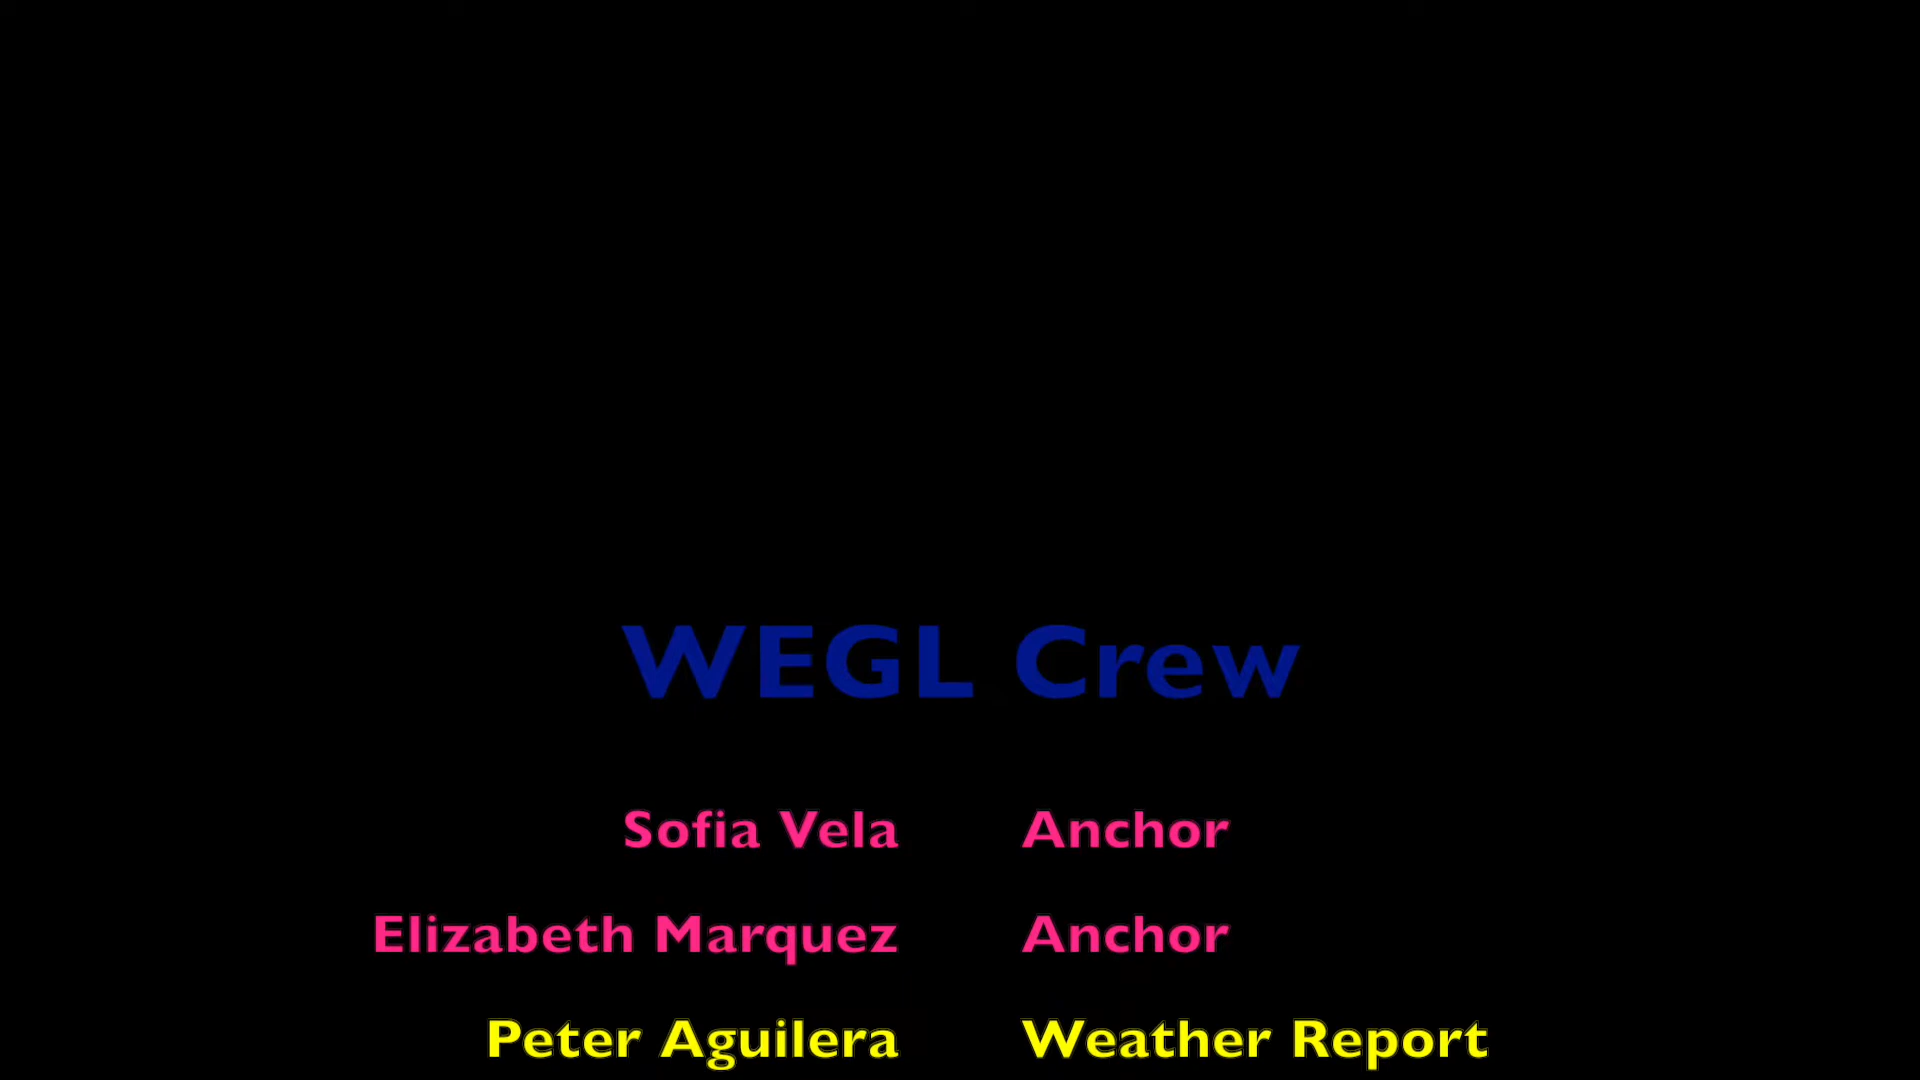 WEGL Crew
Sofia Vela Anchor
Elizabeth Marquez Anchor
Peter Aguilera Weather Report